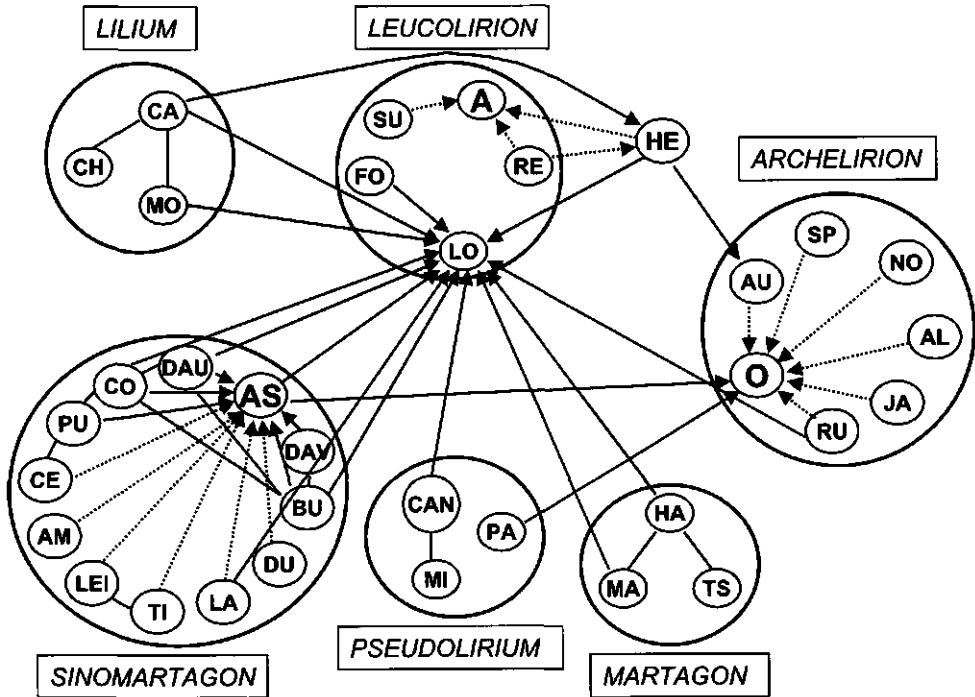 LILIUM
LEUCOLIRION
CA
CH
MO
SU
A
RE
FO
LO
HE
ARCHELIRION
SP
NO
AU
AL
O
JA
RU
DAU
CO
AS
PU
DAV
CE
BU
AM
DU
LEI
TI
LA
CAN
PA
MI
HA
MA
TS
SINOMARTAGON
PSEUDOLIRIUM
MARTAGON